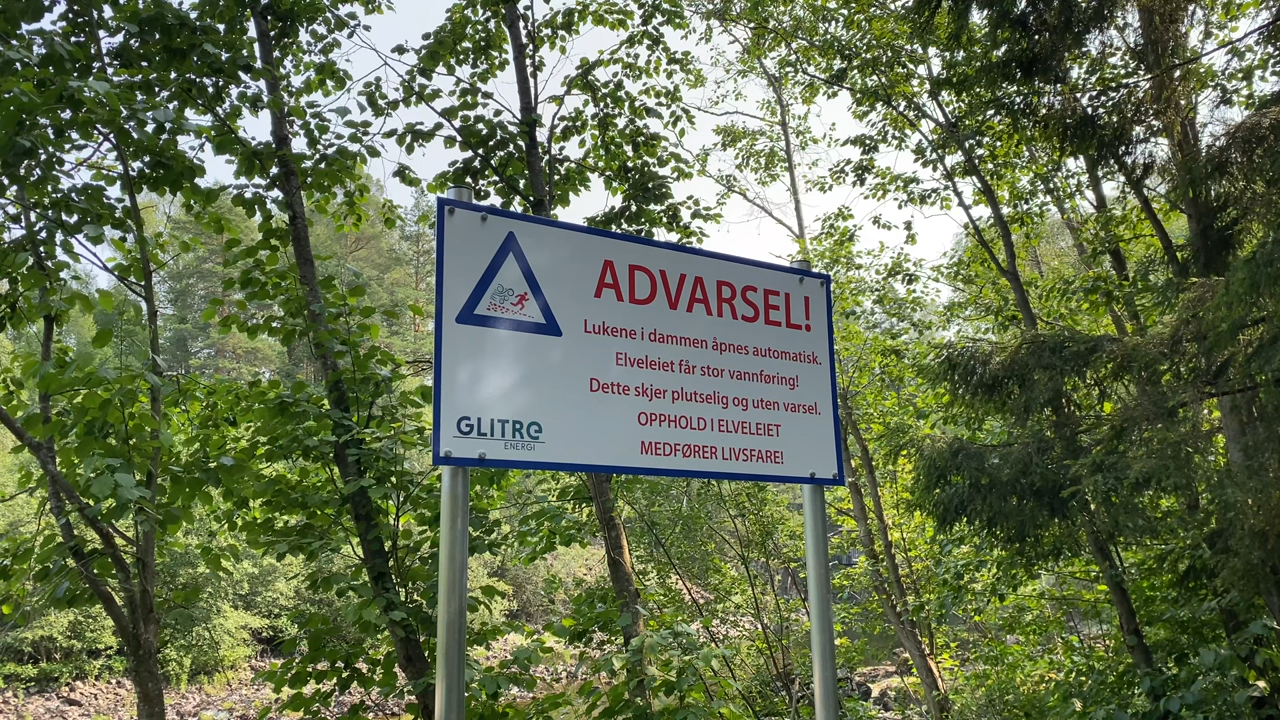 ADVARSEL!
Lukene i dammen åpnes automatisk.
Elveleiet får stor vannføring!
Dette skjer plutselig og uten varsel.
OPPHOLD I ELVELEIET
MEDFØRER LIVSFARE!
GLITRe
ENERGI